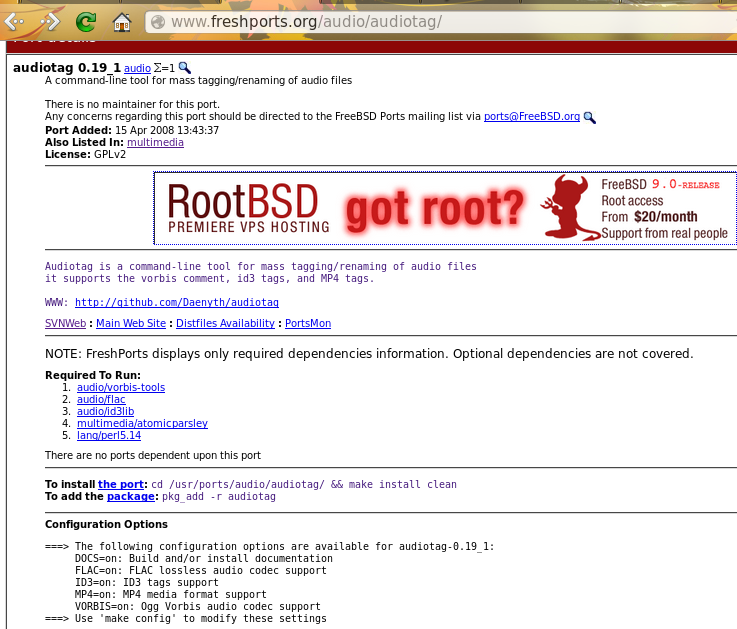 www.freshports.org/audio/audiotag/
audiotag 0.19_1 audio Σ=1
A command-line tool for mass tagging/renaming of audio files
There is no maintainer for this port.
Any concerns regarding this port should be directed to the FreeBSD Ports mailing list via ports@FreeBSD.org
Port Added: 15 Apr 2008 13:43:37
Also Listed In: multimedia
License: GPLv2
RootBSD
PREMIERE VPS HOSTING
got root?
FreeBSD 9.0-RELEASE
Root access
From $20/month
Support from real people
Audiotag is a command-line tool for mass tagging/renaming of audio files
it supports the vorbis comment, id3 tags, and MP4 tags.
WWW: http://github.com/Daenyth/audiotag
SVNWeb : Main Web Site : Distfiles Availability : PortsMon
NOTE: FreshPorts displays only required dependencies information. Optional dependencies are not covered.
Required To Run:
1. audio/vorbis-tools
2. audio/flac
3. audio/id3lib
4. multimedia/atomicparsley
5. lang/perl5.14
There are no ports dependent upon this port
To install the port: cd /usr/ports/audio/audiotag/ && make install clean
To add the package: pkg_add -r audiotag
Configuration Options
===> The following configuration options are available for audiotag-0.19_1:
DOCS=on: Build and/or install documentation
FLAC=on: FLAC lossless audio codec support
ID3=on: ID3 tags support
MP4=on: MP4 media format support
VORBIS=on: Ogg Vorbis audio codec support
===> Use 'make config' to modify these settings